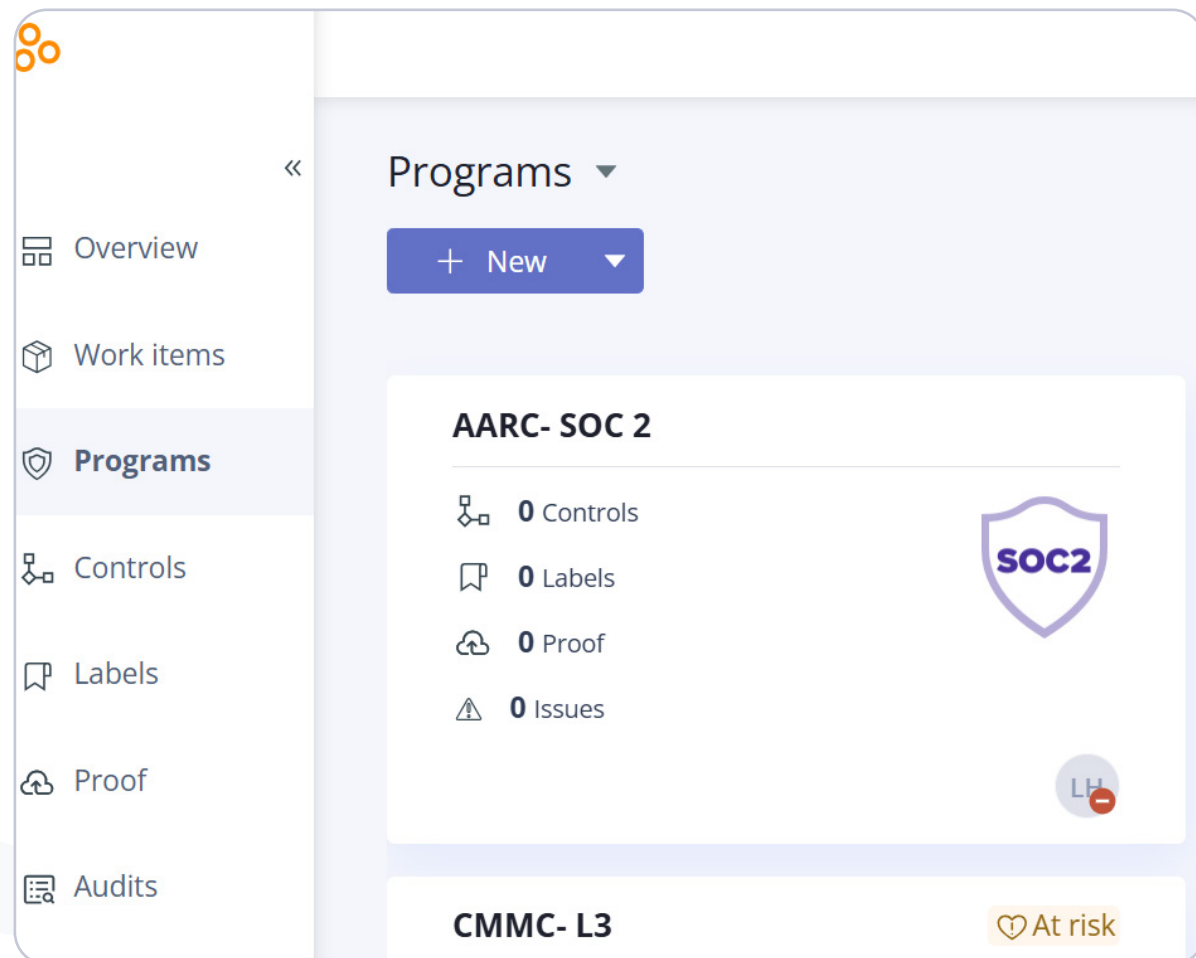 Programs
+ New
Overview
Work items
Programs
Controls
Labels
Proof
Audits
AARC- SOC 2
0 Controls
0 Labels
0 Proof
0 Issues
SOC2
LH
CMMC- L3
At risk